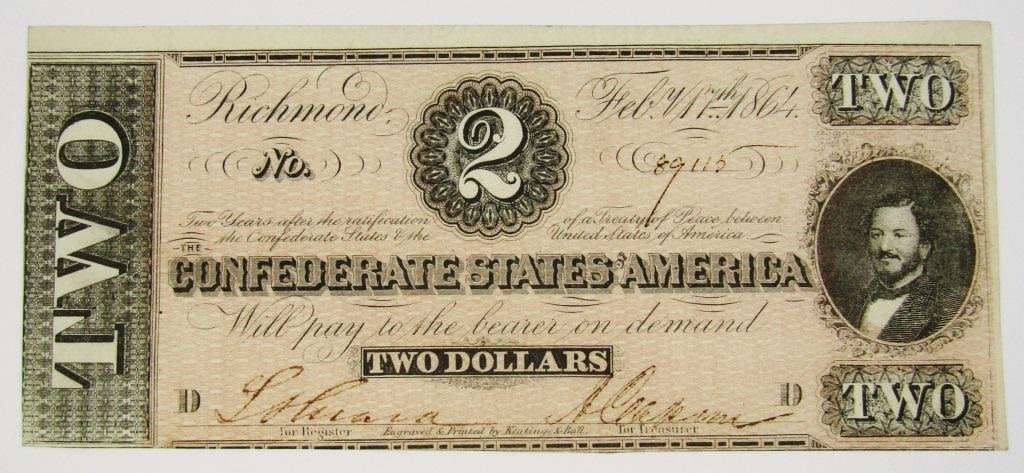 TWO
Richmond, Feb.y 17th 1864.
TWO
2
No. 89115
Two Years after the ratification of a Treaty of Peace between
the Confederate States & the United States of America.
THE
CONFEDERATE STATES OF AMERICA
Will pay to the bearer on demand
TWO DOLLARS
D D
TWO
for Register Engraved & Printed by Keatinge & Ball. for Treasurer